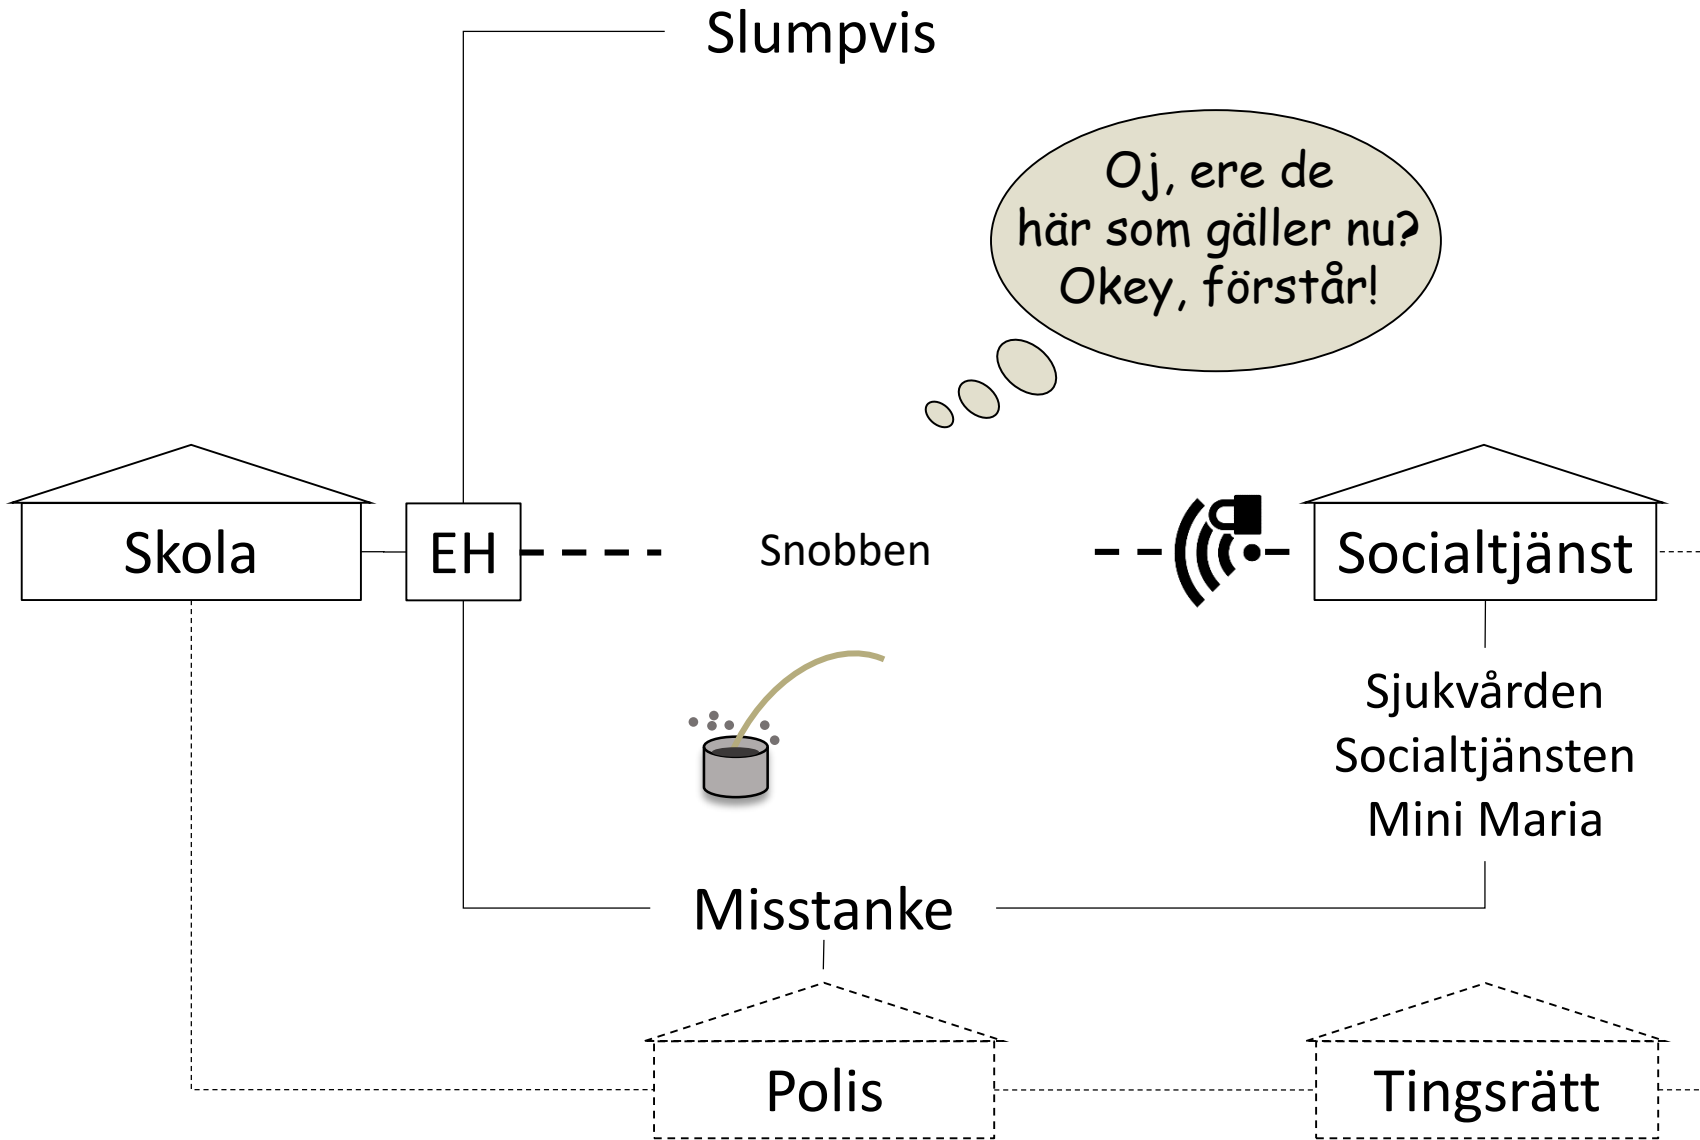 Slumpvis
Oj, ere de
här som gäller nu?
Okey, förstår!
Skola
EH
Snobben
Socialtjänst
Sjukvården
Socialtjänsten
Mini Maria
Misstanke
Polis
Tingsrätt